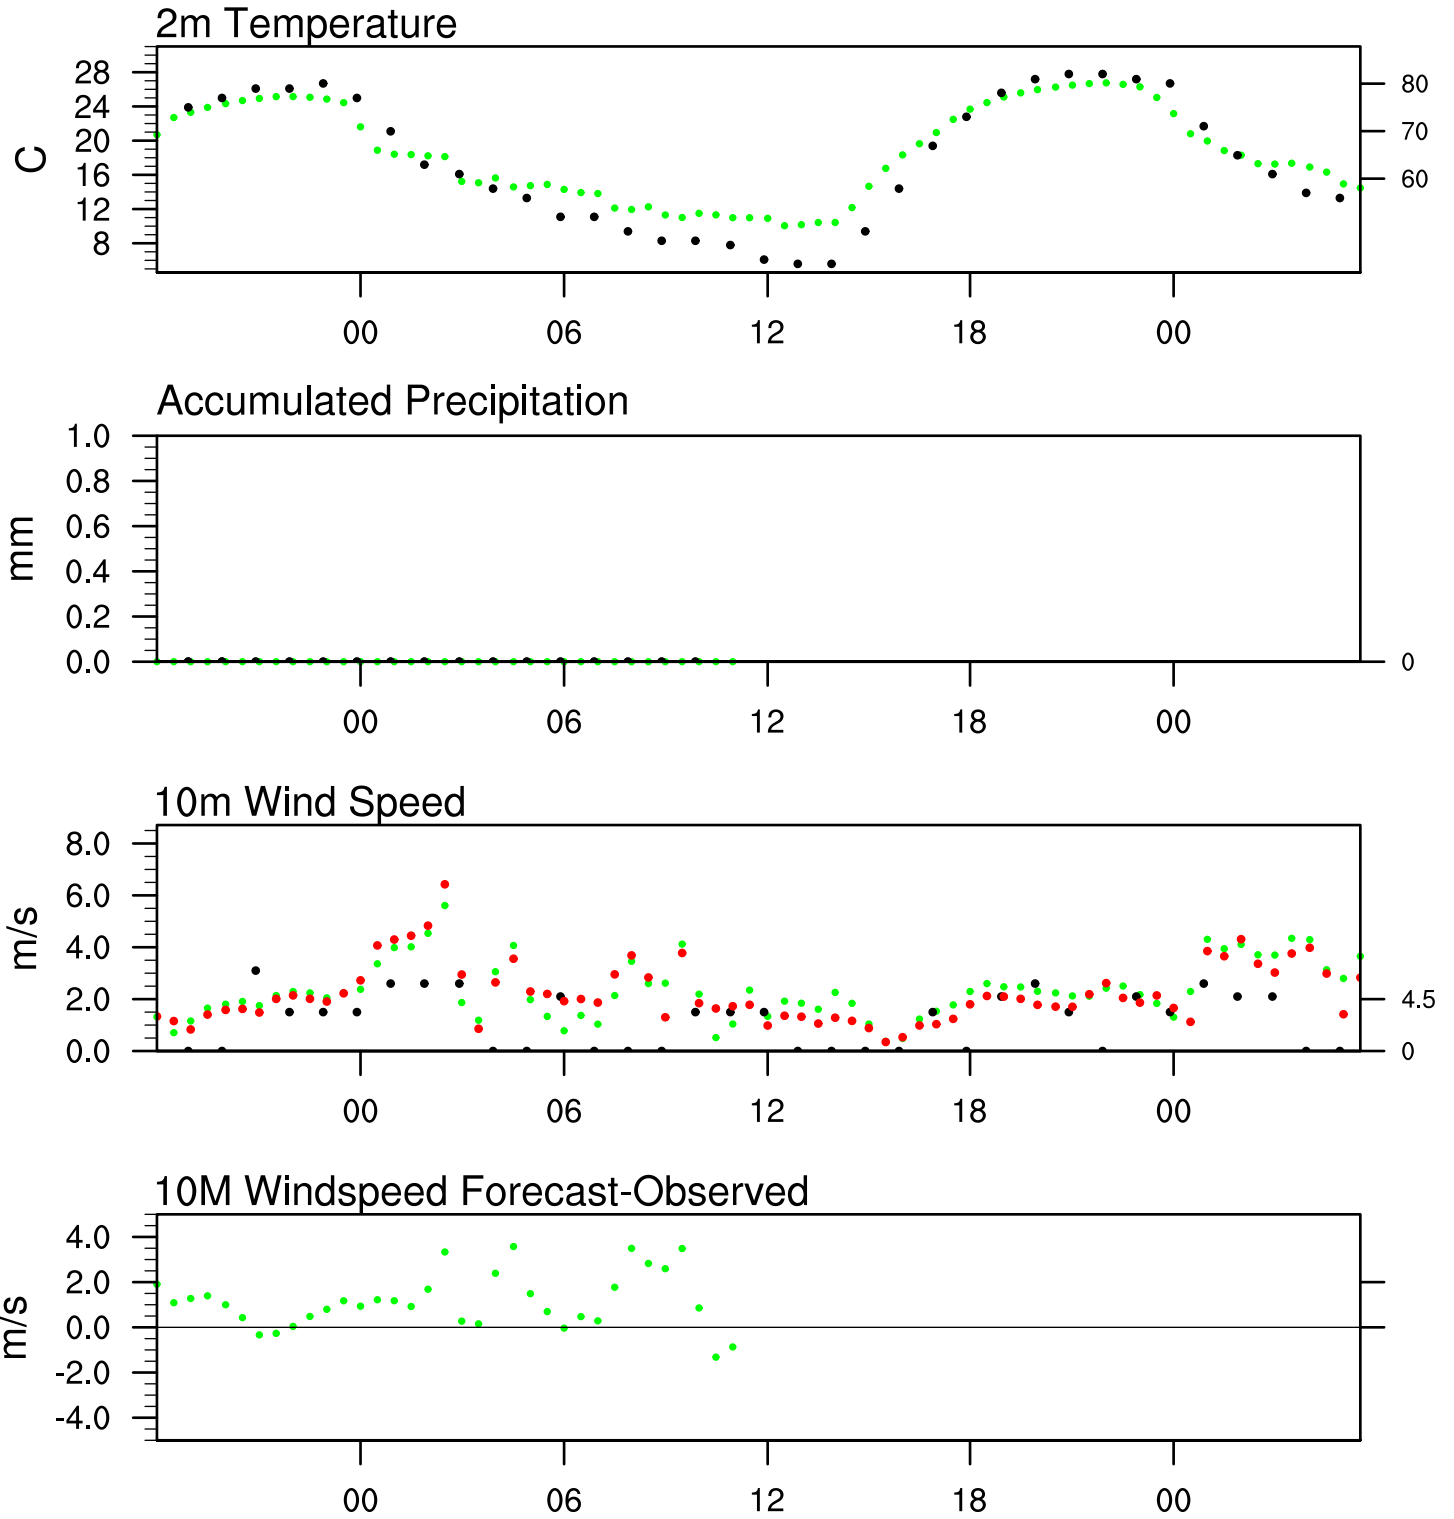 2m Temperature
28
24
20
16
12
8
C
80
70
60
00 06 12 18 00
Accumulated Precipitation
1.0
0.8
0.6
0.4
0.2
0.0
mm
0
00 06 12 18 00
10m Wind Speed
8.0
6.0
4.0
2.0
0.0
m/s
4.5
0
00 06 12 18 00
10M Windspeed Forecast-Observed
4.0
2.0
0.0
-2.0
-4.0
m/s
00 06 12 18 00